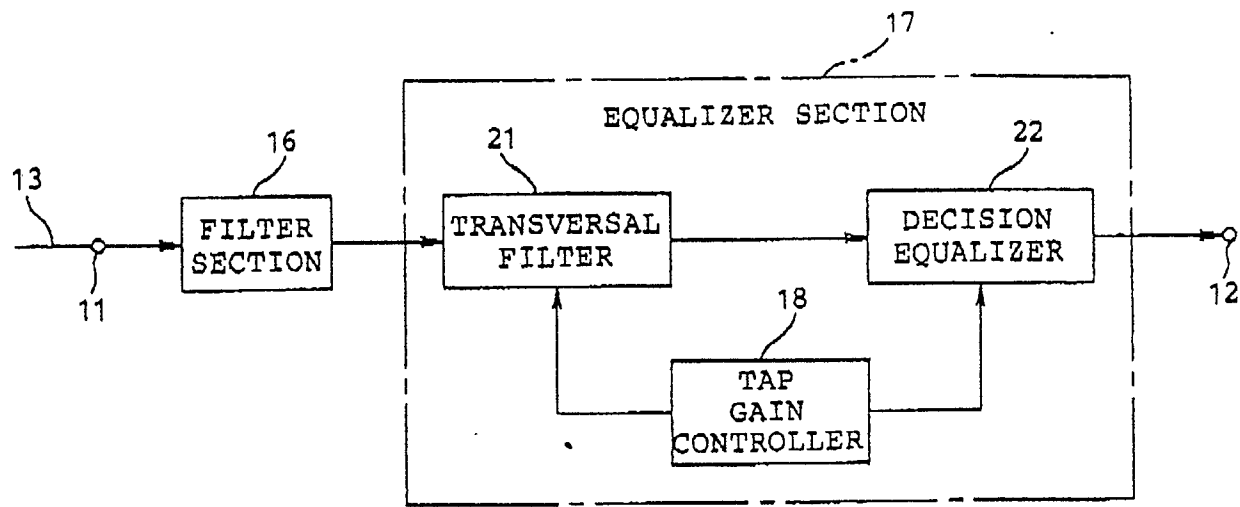 17
EQUALIZER SECTION
16
21
22
13
FILTER
SECTION
TRANSVERSAL
FILTER
DECISION
EQUALIZER
11
12
18
TAP
GAIN
CONTROLLER